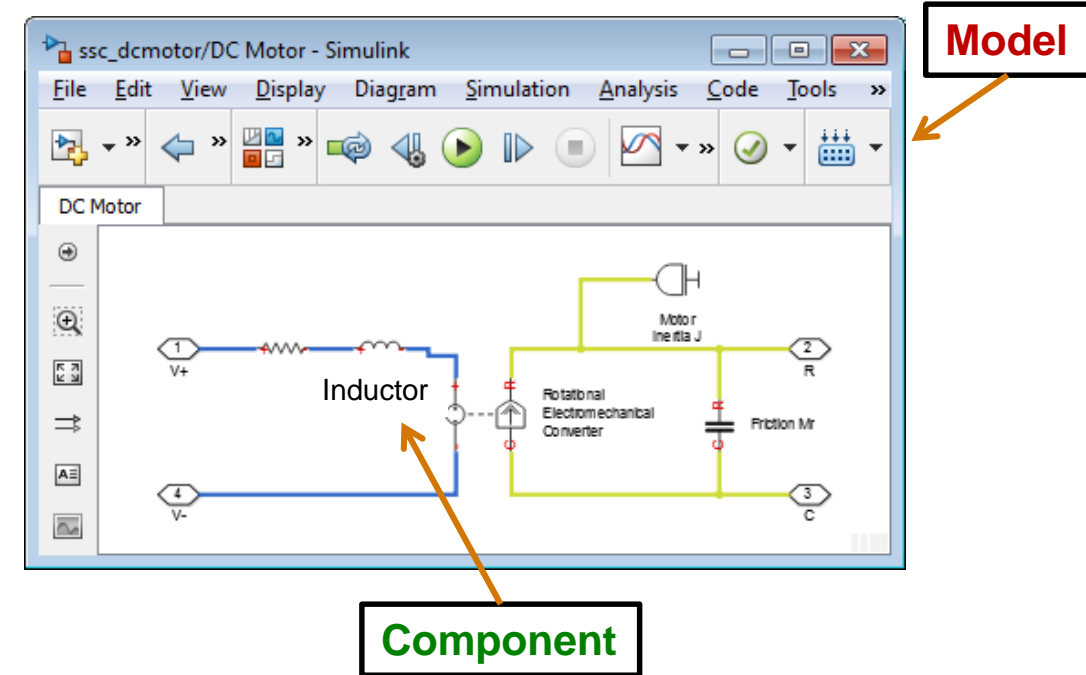 Model
ssc_dcmotor/DC Motor - Simulink
File Edit View Display Diagram Simulation Analysis Code Tools »
» » » »
DC Motor
A
Motor
Inertia J
1
V+
2
R
Inductor
+
R
Rotational
Electromechanical
Converter
R
Friction Mr
-
C
C
4
V-
3
C
Component